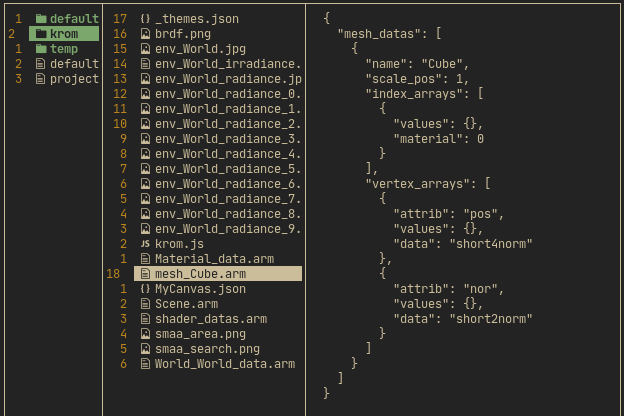 1 default
2 krom
1 temp
2 default
3 project
17 {} _themes.json
16 brdf.png
15 env_World.jpg
14 env_World_irradiance.
13 env_World_radiance.jp
12 env_World_radiance_0.
11 env_World_radiance_1.
10 env_World_radiance_2.
9 env_World_radiance_3.
8 env_World_radiance_4.
7 env_World_radiance_5.
6 env_World_radiance_6.
5 env_World_radiance_7.
4 env_World_radiance_8.
3 env_World_radiance_9.
2 JS krom.js
1 Material_data.arm
18 mesh_Cube.arm
1 {} MyCanvas.json
2 Scene.arm
3 shader_datas.arm
4 smaa_area.png
5 smaa_search.png
6 World_World_data.arm
{
"mesh_datas": [
{
"name": "Cube",
"scale_pos": 1,
"index_arrays": [
{
"values": {},
"material": 0
}
],
"vertex_arrays": [
{
"attrib": "pos",
"values": {},
"data": "short4norm"
},
{
"attrib": "nor",
"values": {},
"data": "short2norm"
}
]
}
]
}